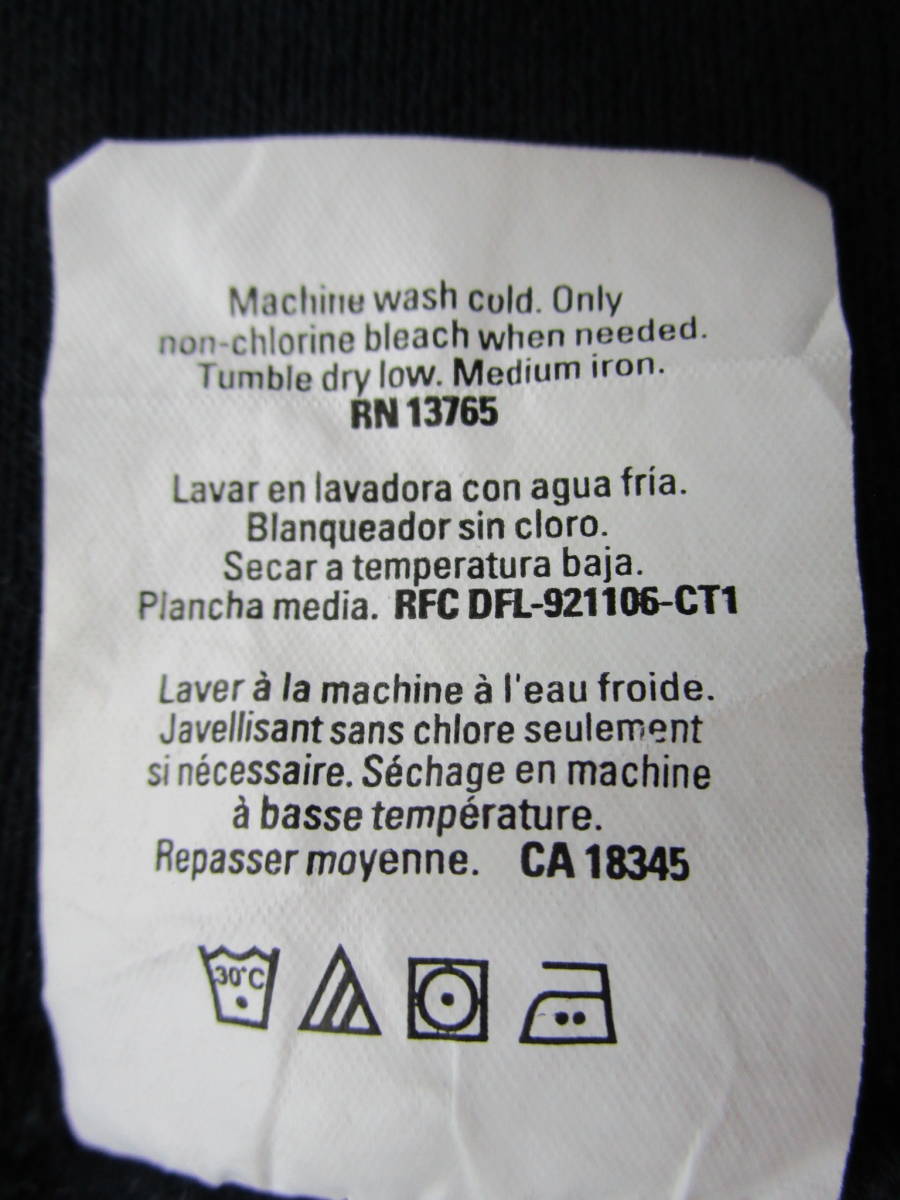 Machine wash cold. Only
non-chlorine bleach when needed.
Tumble dry low. Medium iron.
RN 13765
Lavar en lavadora con agua fría.
Blanqueador sin cloro.
Secar a temperatura baja.
Plancha media. RFC DFL-921106-CT1
Laver à la machine à l'eau froide.
Javellisant sans chlore seulement
si nécessaire. Séchage en machine
à basse température.
Repasser moyenne. CA 18345
30°C